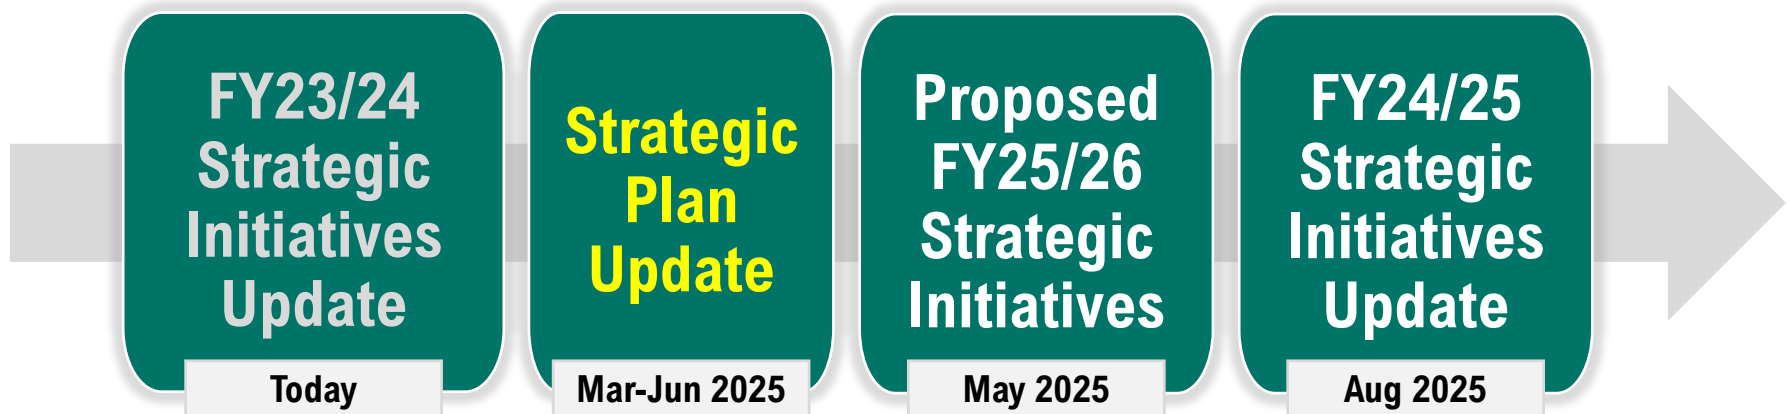 FY23/24
Strategic
Initiatives
Update
Today
Strategic
Plan
Update
Mar-Jun 2025
Proposed
FY25/26
Strategic
Initiatives
May 2025
FY24/25
Strategic
Initiatives
Update
Aug 2025